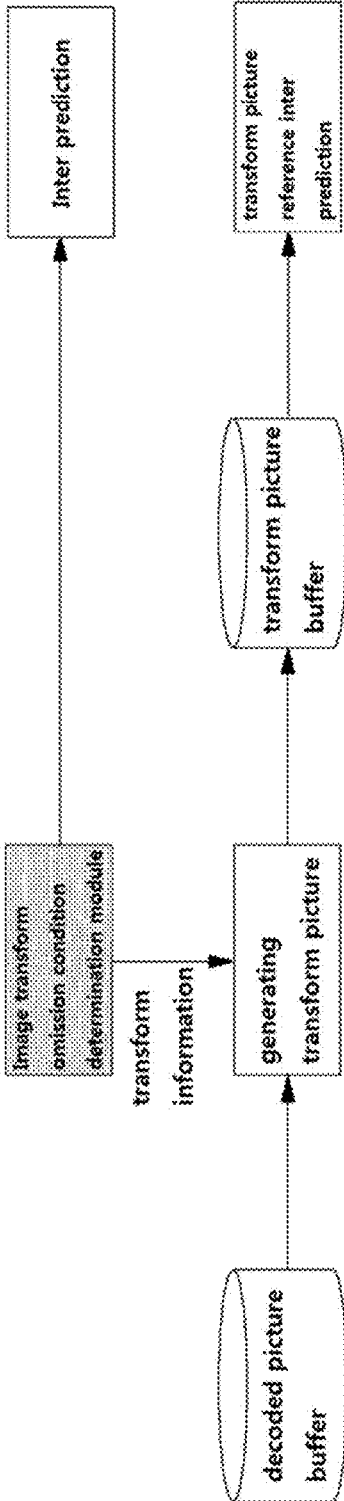 Image transform
omission condition
determination module
Inter prediction
transform
information
decoded picture
buffer
generating
transform picture
transform picture
buffer
transform picture
reference inter
prediction